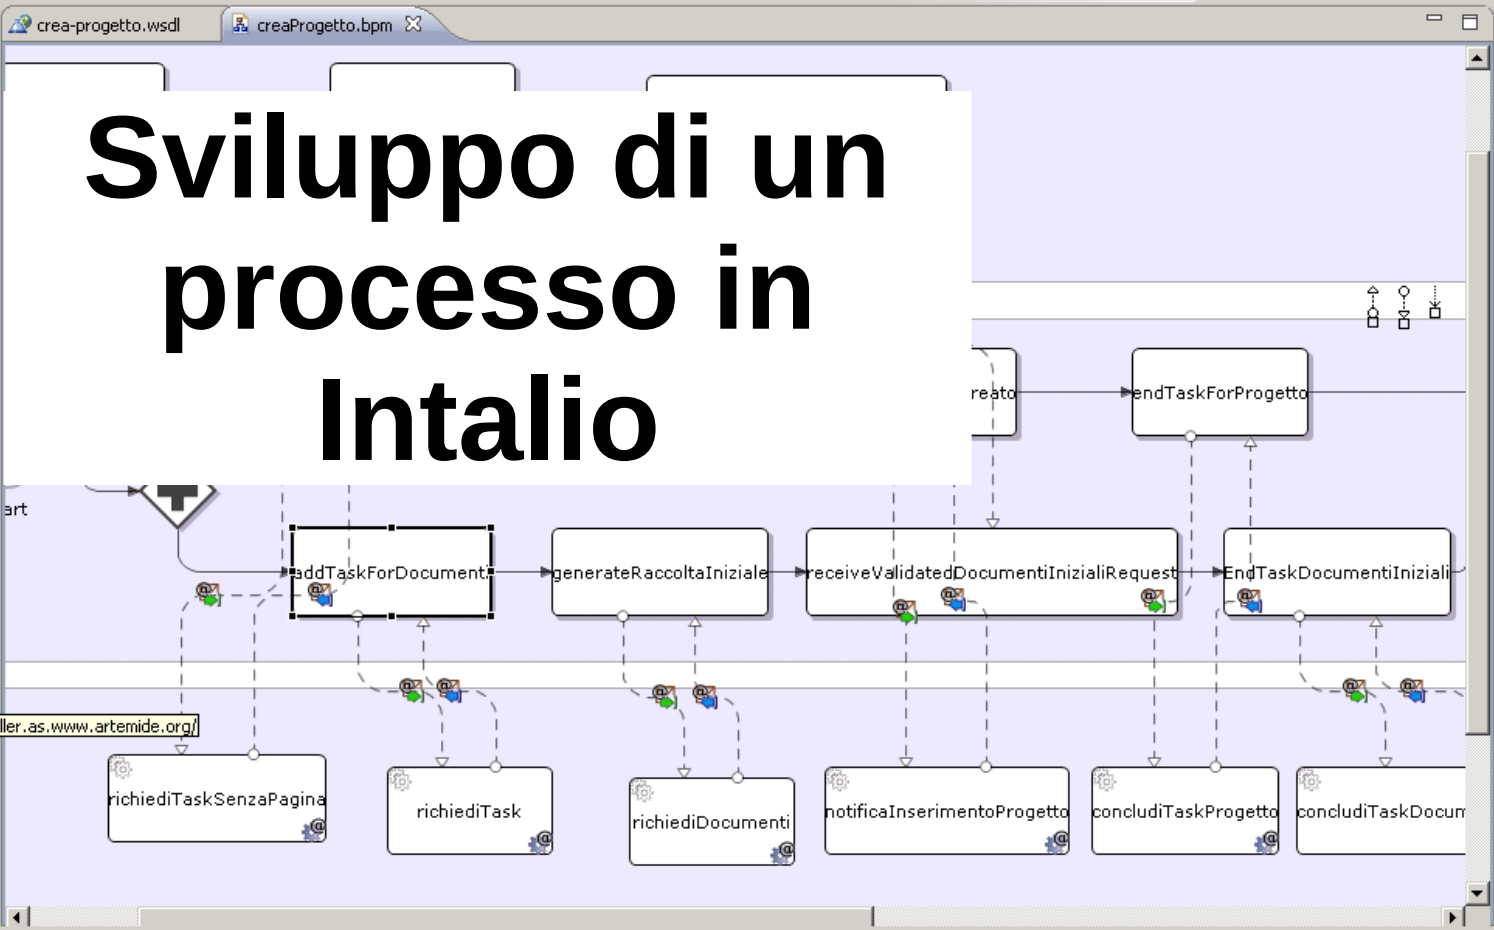 crea-progetto.wsdl
creaProgetto.bpm
Sviluppo di un
processo in
Intalio
reato
endTaskForProgetto
art
addTaskForDocumenti
generateRaccoltaIniziale
receiveValidatedDocumentiInizialiRequest
EndTaskDocumentiIniziali
ller.as.www.artemide.org/
richiediTaskSenzaPagina
richiediTask
richiediDocumenti
notificaInserimentoProgetto
concludiTaskProgetto
concludiTaskDocum